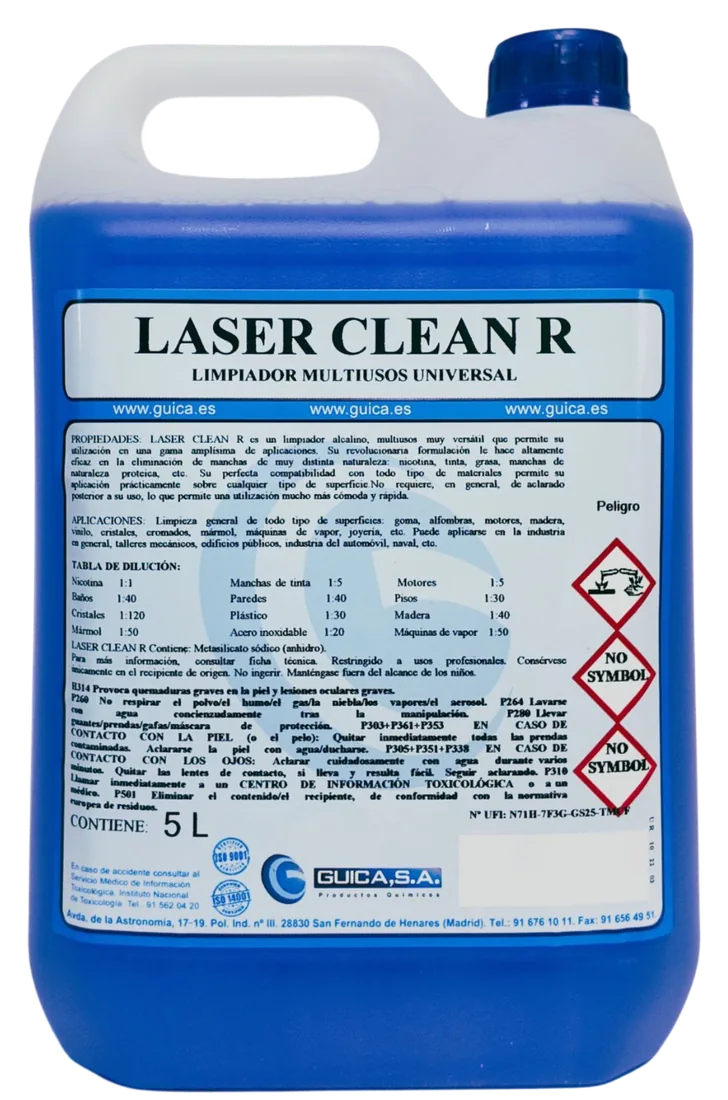 LASER CLEAN R
LIMPIADOR MULTIUSOS UNIVERSAL
www.guica.es www.guica.es www.guica.es
PROPIEDADES: LASER CLEAN R es un limpiador alcalino, multiusos muy versátil que permite su
utilización en una gama amplísima de aplicaciones. Su revolucionaria formulación le hace altamente
eficaz en la eliminación de manchas de muy distinta naturaleza: nicotina, tinta, grasa, manchas de
naturaleza proteica, etc. Su perfecta compatibilidad con todo tipo de materiales permite su
aplicación prácticamente sobre cualquier tipo de superficie.No requiere, en general, de aclarado
posterior a su uso, lo que permite una utilización mucho más cómoda y rápida.
Peligro
APLICACIONES: Limpieza general de todo tipo de superficies: goma, alfombras, motores, madera,
vinilo, cristales, cromados, mármol, máquinas de vapor, joyería, etc. Puede aplicarse en la industria
en general, talleres mecánicos, edificios públicos, industria del automóvil, naval, etc.
TABLA DE DILUCIÓN:
Nicotina 1:1 Manchas de tinta 1:5 Motores 1:5
Baños 1:40 Paredes 1:40 Pisos 1:30
Cristales 1:120 Plástico 1:30 Madera 1:40
Mármol 1:50 Acero inoxidable 1:20 Máquinas de vapor 1:50
NO
SYMBOL
NO
SYMBOL
LASER CLEAN R Contiene: Metasilicato sódico (anhidro).
Para más información, consultar ficha técnica. Restringido a usos profesionales. Consérvese
únicamente en el recipiente de origen. No ingerir. Manténgase fuera del alcance de los niños.
H314 Provoca quemaduras graves en la piel y lesiones oculares graves.
P260 No respirar el polvo/el humo/el gas/la niebla/los vapores/el aerosol. P264 Lavarse
con agua concienzudamente tras la manipulación. P280 Llevar
guantes/prendas/gafas/máscara de protección. P303+P361+P353 EN CASO DE
CONTACTO CON LA PIEL (o el pelo): Quitar inmediatamente todas las prendas
contaminadas. Aclararse la piel con agua/ducharse. P305+P351+P338 EN CASO DE
CONTACTO CON LOS OJOS: Aclarar cuidadosamente con agua durante varios
minutos. Quitar las lentes de contacto, si lleva y resulta fácil. Seguir aclarando. P310
Llamar inmediatamente a un CENTRO DE INFORMACIÓN TOXICOLÓGICA o a un
médico. P501 Eliminar el contenido/el recipiente, de conformidad con la normativa
europea de residuos.
CONTIENE: 5 L
Nº UFI: N71H-7F3G-GS25
En caso de accidente consultar al
Servicio Médico de Información
Toxicológica. Instituto Nacional
de Toxicología Tel.: 91 562 04 20
ISO 9001
ISO 14001
GUICA,S.A.
Productos Químicos
Avda. de la Astronomía, 17-19. Pol. Ind. nº III. 28830 San Fernando de Henares (Madrid). Tel.: 91 676 10 11. Fax: 91 656 49 51